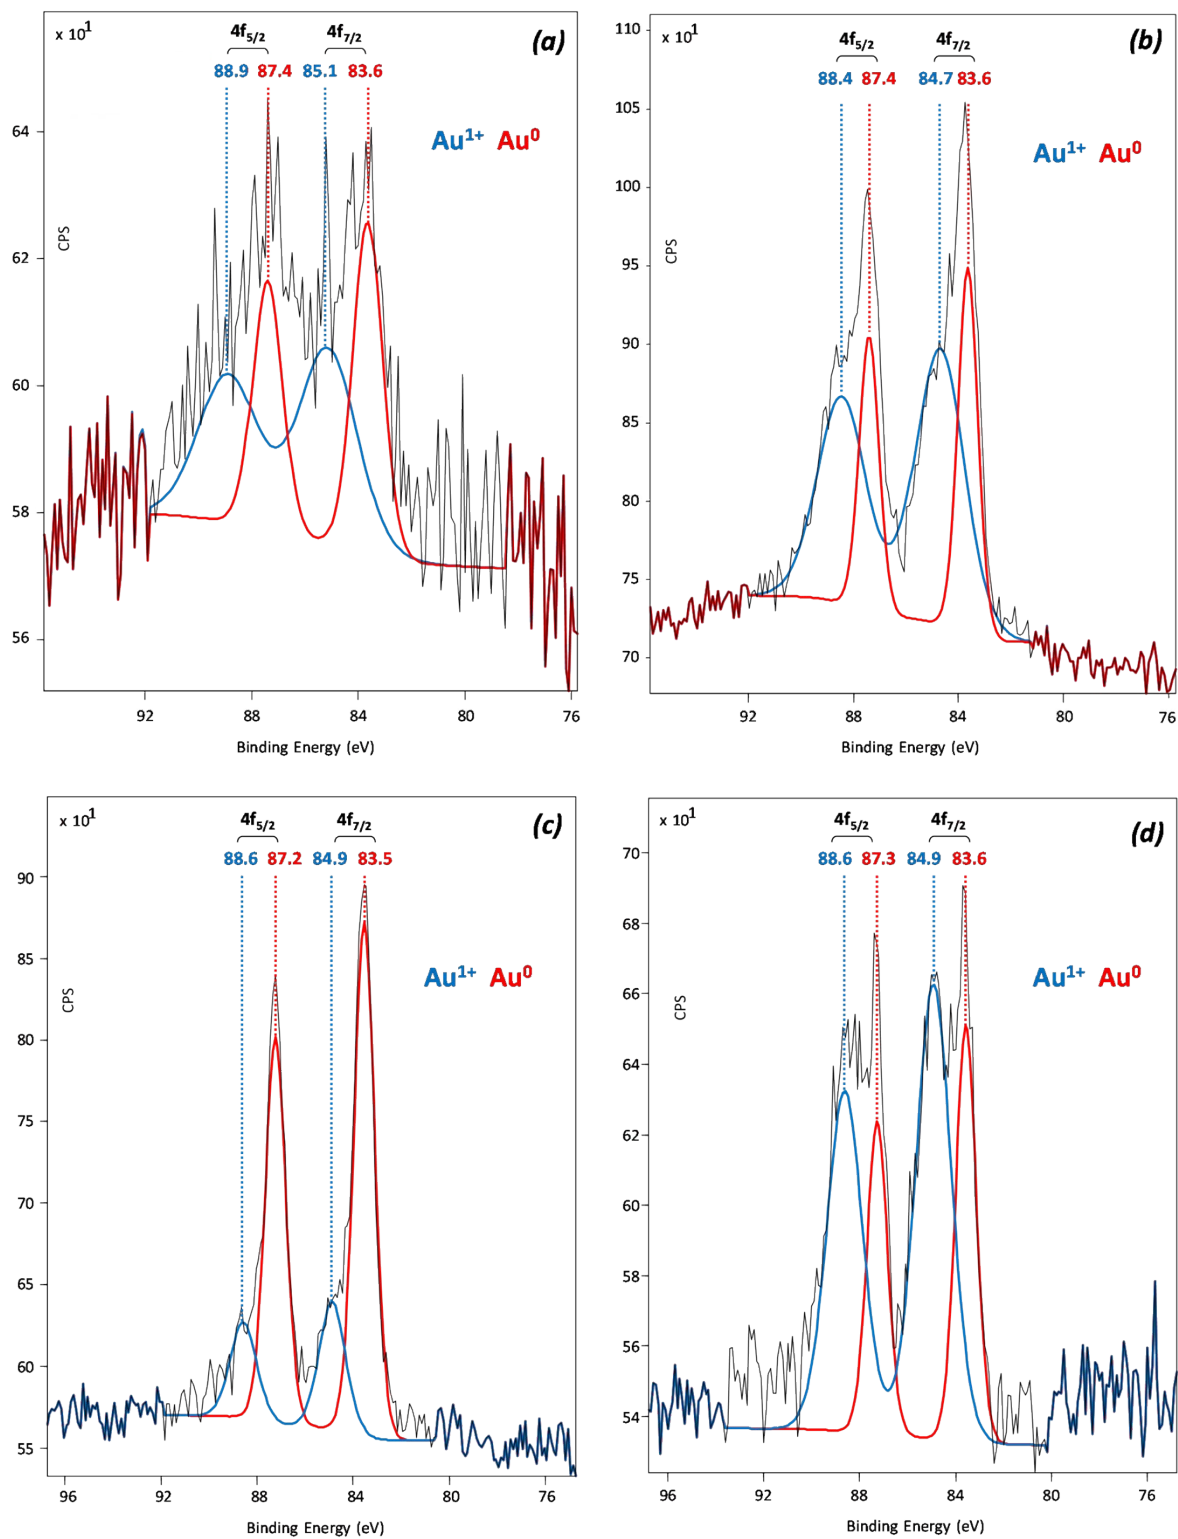 x 10¹
4f5/2
4f7/2
(a)
88.9 87.4 85.1 83.6
Au1+ Au0
64
62
60
58
56
CPS
92 88 84 80 76
Binding Energy (eV)
110
x 10¹
4f5/2
4f7/2
(b)
88.4 87.4 84.7 83.6
Au1+ Au0
105
100
95
90
85
80
75
70
CPS
92 88 84 80 76
Binding Energy (eV)
x 10¹
4f5/2
4f7/2
(c)
88.6 87.2 84.9 83.5
Au1+ Au0
90
85
80
75
70
65
60
55
CPS
96 92 88 84 80 76
Binding Energy (eV)
x 10¹
4f5/2
4f7/2
(d)
88.6 87.3 84.9 83.6
Au1+ Au0
70
68
66
64
62
60
58
56
54
CPS
96 92 88 84 80 76
Binding Energy (eV)